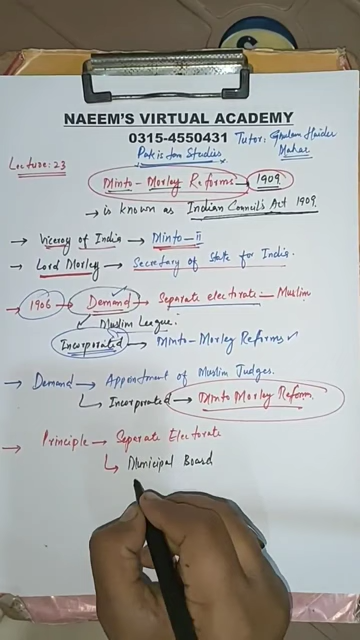 NAEEM'S VIRTUAL ACADEMY
0315-4550431 Tutor: Ghulam Haider Mahar
Pakistan Studies
Lecture: 23
Minto-Morley Reforms 1909
→ is known as Indian Councils Act 1909
→ Viceroy of India → Minto-II
→ Lord Morley → Secretary of State for India.
→ 1906 → Demand → Separate electorate - Muslim
Muslim League.
Incorporated → Minto-Morley Reforms ✓
→ Demand → Appointment of Muslim Judges.
↳ Incorporated → Minto Morley Reform.
→ Principle → Separate Electorate
↳ Municipal Board